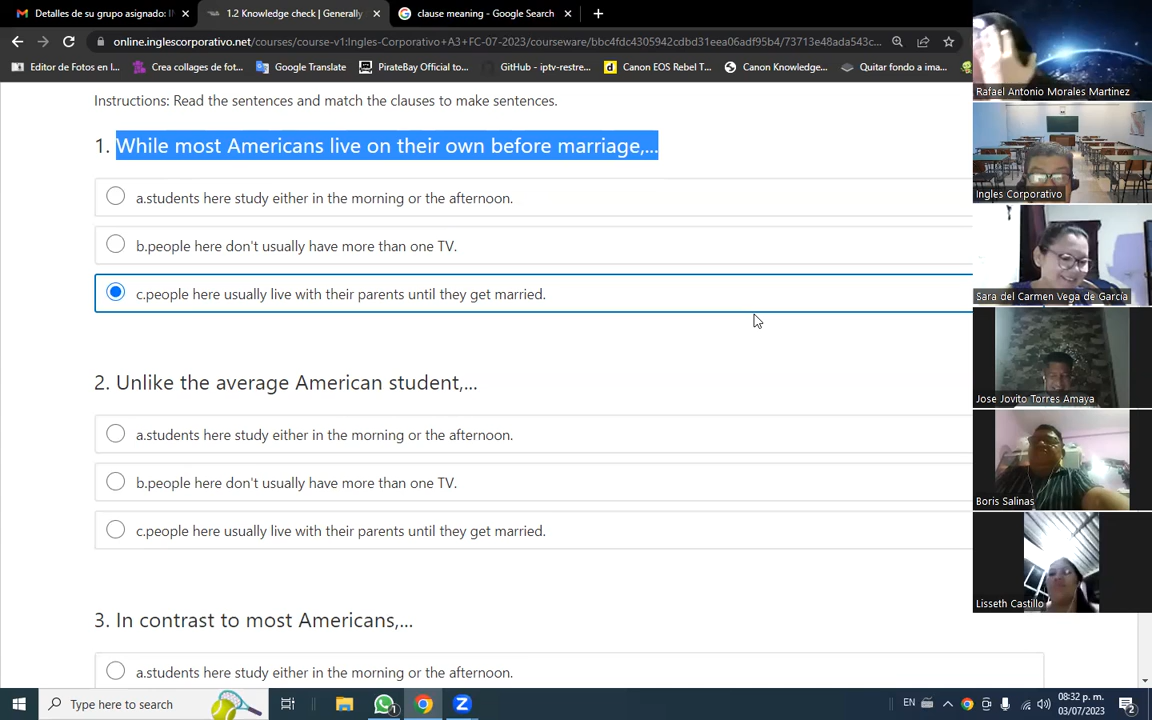 Detalles de su grupo asignado: I
1.2 Knowledge check | Generally
clause meaning - Google Search
online.inglescorporativo.net/courses/course-v1:Ingles-Corporativo+A3+FC-07-2023/courseware/bbc4fdc4305942cdbd31eea06adf95b4/73713e48ada543c...
Editor de Fotos en l...
Crea collages de fot...
Google Translate
PirateBay Official to...
GitHub - iptv-restre...
Canon EOS Rebel T...
Canon Knowledge...
Quitar fondo a ima...
Instructions: Read the sentences and match the clauses to make sentences.
1. While most Americans live on their own before marriage,...
a.students here study either in the morning or the afternoon.
b.people here don't usually have more than one TV.
c.people here usually live with their parents until they get married.
2. Unlike the average American student,...
a.students here study either in the morning or the afternoon.
b.people here don't usually have more than one TV.
c.people here usually live with their parents until they get married.
3. In contrast to most Americans,...
a.students here study either in the morning or the afternoon.
Rafael Antonio Morales Martinez
Ingles Corporativo
Sara del Carmen Vega de García
Jose Jovito Torres Amaya
Boris Salinas
Lisseth Castillo
Type here to search
1
EN
08:32 p. m.
03/07/2023
2